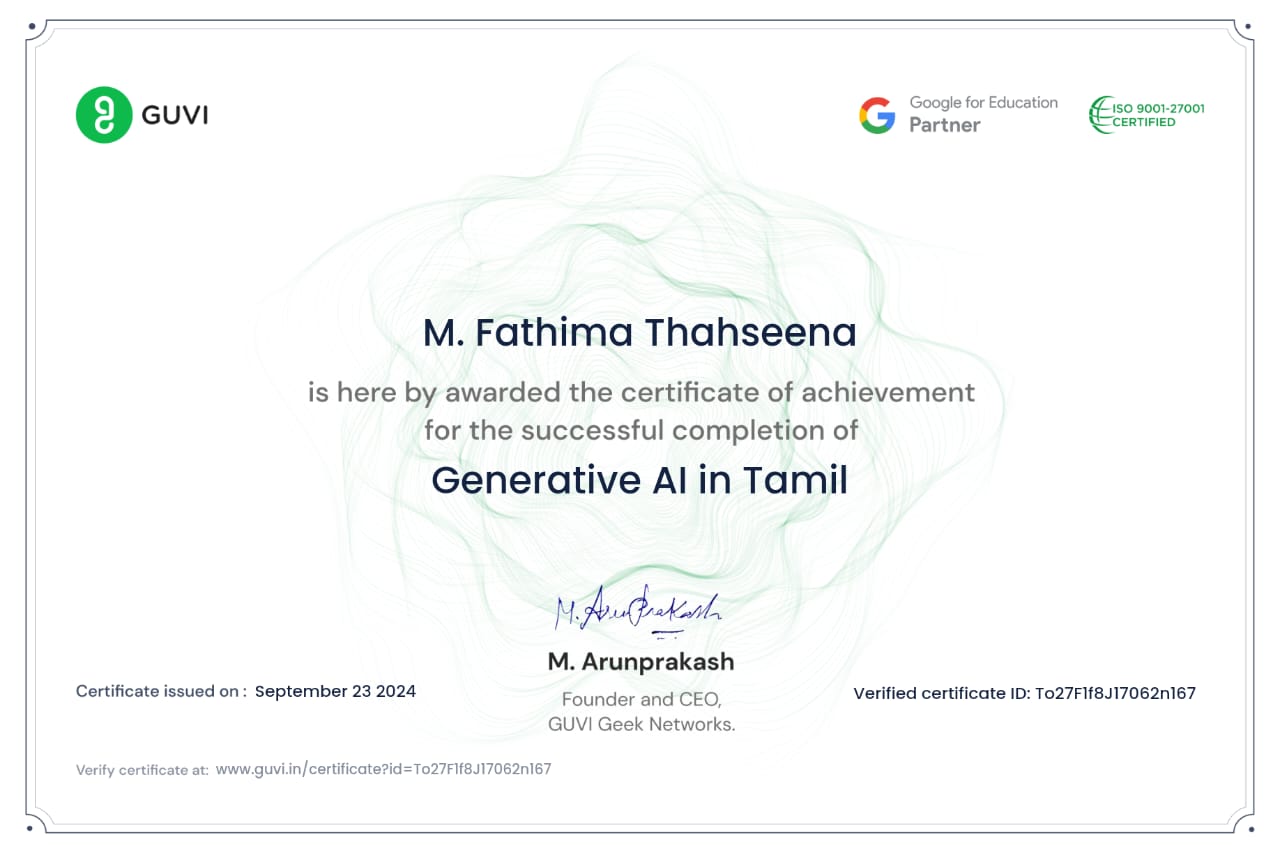 GUVI
Google for Education
Partner
ISO 9001-27001
CERTIFIED
M. Fathima Thahseena
is here by awarded the certificate of achievement
for the successful completion of
Generative AI in Tamil
M. Arunprakash
M. Arunprakash
Founder and CEO,
GUVI Geek Networks.
Certificate issued on : September 23 2024
Verified certificate ID: To27F1f8J17062n167
Verify certificate at: www.guvi.in/certificate?id=To27F1f8J17062n167